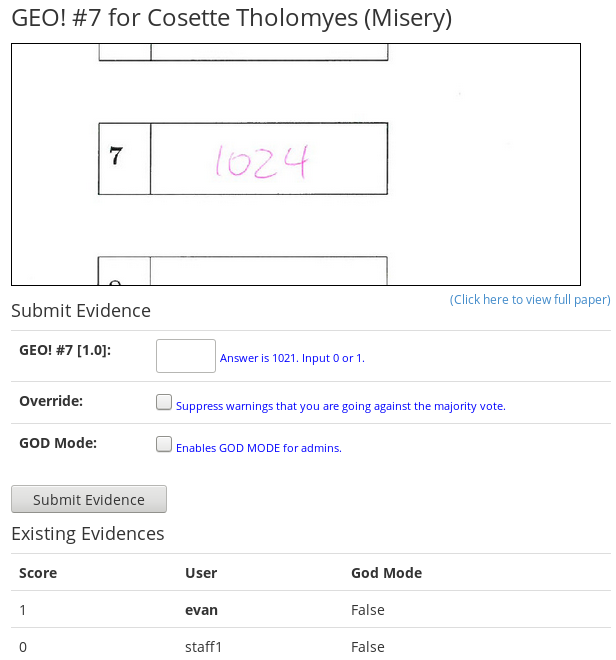 GEO! #7 for Cosette Tholomyes (Misery)
7
1024
(Click here to view full paper)
Submit Evidence
GEO! #7 [1.0]:
Answer is 1021. Input 0 or 1.
Override:
Suppress warnings that you are going against the majority vote.
GOD Mode:
Enables GOD MODE for admins.
Submit Evidence
Existing Evidences
Score User God Mode
1 evan False
0 staff1 False